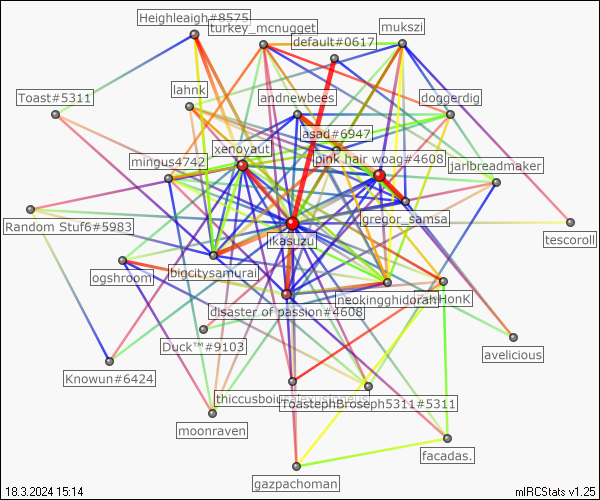 Heighleaigh#8575
turkey_mcnugget
mukszi
default#0617
lahnk
Toast#5311
andnewbees
doggerdig
asad#6947
xenoyaut
pink hair woag#4608
mingus4742
jarlbreadmaker
Random Stuf6#5983
gregor_samsa
tescoroll
ikasuzu
ogshroom
bigcitysamurai
neokingghidorah
HonK
disaster of passion#4608
Duck™#9103
avelicious
Knowun#6424
thiccusboiu
ToastephBroseph5311#5311
moonraven
facadas.
gazpachoman
18.3.2024 15:14
mIRCStats v1.25